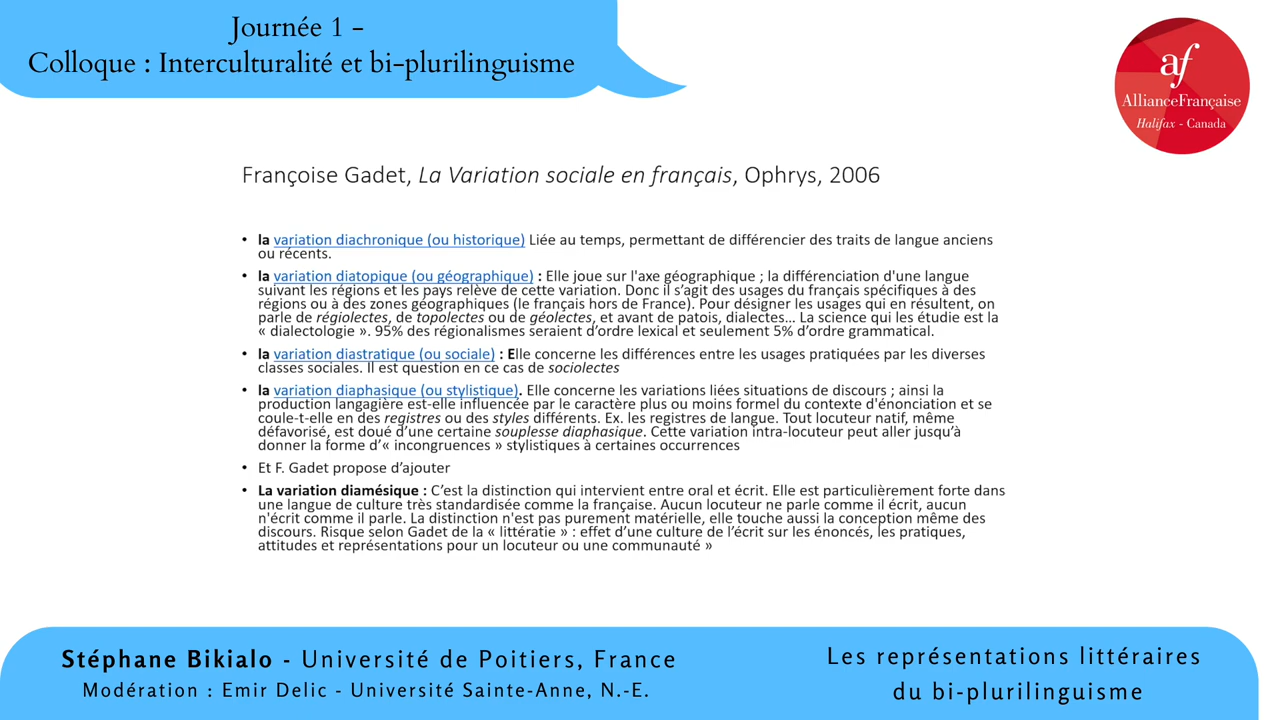 Journée 1 -
Colloque : Interculturalité et bi-plurilinguisme
af
AllianceFrançaise
Halifax - Canada
Françoise Gadet, La Variation sociale en français, Ophrys, 2006
• la variation diachronique (ou historique) Liée au temps, permettant de différencier des traits de langue anciens
ou récents.
• la variation diatopique (ou géographique) : Elle joue sur l'axe géographique ; la différenciation d'une langue
suivant les régions et les pays relève de cette variation. Donc il s’agit des usages du français spécifiques à des
régions ou à des zones géographiques (le français hors de France). Pour désigner les usages qui en résultent, on
parle de régiolectes, de topolectes ou de géolectes, et avant de patois, dialectes... La science qui les étudie est la
« dialectologie ». 95% des régionalismes seraient d’ordre lexical et seulement 5% d’ordre grammatical.
• la variation diastratique (ou sociale) : Elle concerne les différences entre les usages pratiquées par les diverses
classes sociales. Il est question en ce cas de sociolectes
• la variation diaphasique (ou stylistique). Elle concerne les variations liées situations de discours ; ainsi la
production langagière est-elle influencée par le caractère plus ou moins formel du contexte d'énonciation et se
coule-t-elle en des registres ou des styles différents. Ex. les registres de langue. Tout locuteur natif, même
défavorisé, est doué d’une certaine souplesse diaphasique. Cette variation intra-locuteur peut aller jusqu’à
donner la forme d’« incongruences » stylistiques à certaines occurrences
• Et F. Gadet propose d’ajouter
• La variation diamésique : C’est la distinction qui intervient entre oral et écrit. Elle est particulièrement forte dans
une langue de culture très standardisée comme la française. Aucun locuteur ne parle comme il écrit, aucun
n'écrit comme il parle. La distinction n'est pas purement matérielle, elle touche aussi la conception même des
discours. Risque selon Gadet de la « littératie » : effet d’une culture de l’écrit sur les énoncés, les pratiques,
attitudes et représentations pour un locuteur ou une communauté »
Stéphane Bikialo - Université de Poitiers, France
Modération : Emir Delic - Université Sainte-Anne, N.-E.
Les représentations littéraires
du bi-plurilinguisme